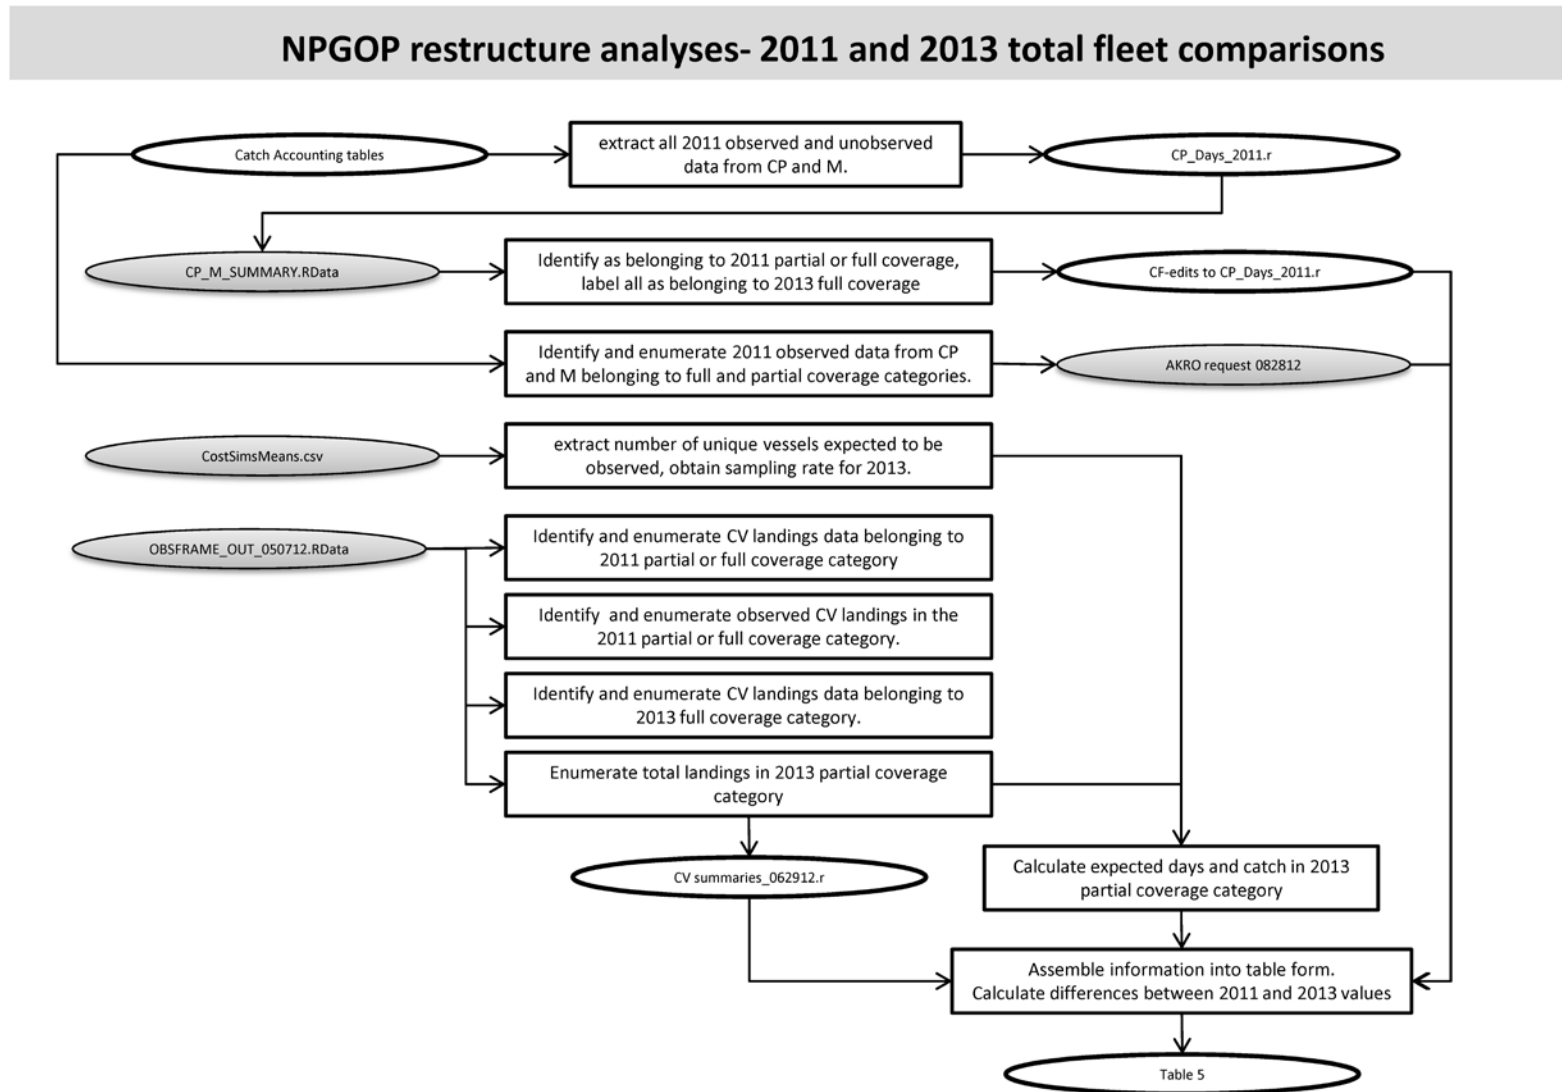 NPGOP restructure analyses- 2011 and 2013 total fleet comparisons
Catch Accounting tables
extract all 2011 observed and unobserved
data from CP and M.
CP_Days_2011.r
CP_M_SUMMARY.RData
Identify as belonging to 2011 partial or full coverage,
label all as belonging to 2013 full coverage
CF-edits to CP_Days_2011.r
Identify and enumerate 2011 observed data from CP
and M belonging to full and partial coverage categories.
AKRO request 082812
CostSimsMeans.csv
extract number of unique vessels expected to be
observed, obtain sampling rate for 2013.
OBSFRAME_OUT_050712.RData
Identify and enumerate CV landings data belonging to
2011 partial or full coverage category
Identify and enumerate observed CV landings in the
2011 partial or full coverage category.
Identify and enumerate CV landings data belonging to
2013 full coverage category.
Enumerate total landings in 2013 partial coverage
category
CV summaries_062912.r
Calculate expected days and catch in 2013
partial coverage category
Assemble information into table form.
Calculate differences between 2011 and 2013 values
Table 5